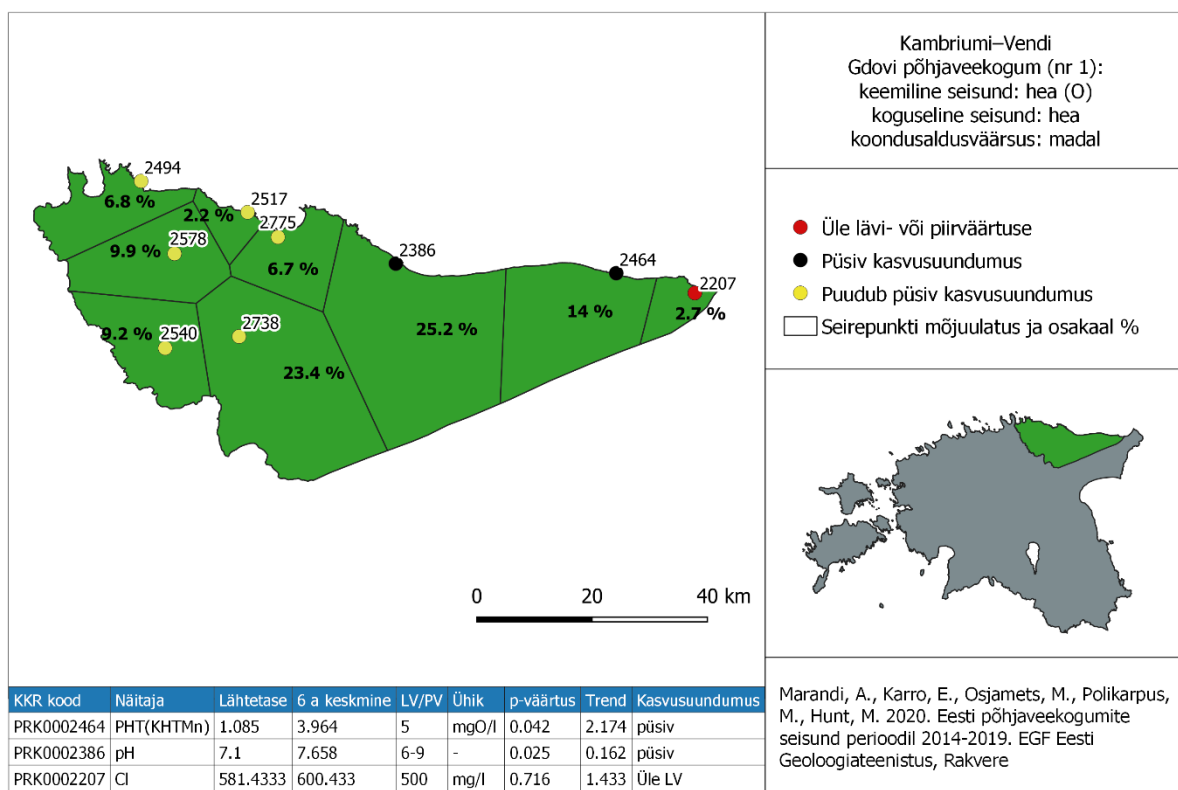 Kambriumi–Vendi
Gdovi põhjaveekogum (nr 1):
keemiline seisund: hea (O)
koguseline seisund: hea
koondusaldusväärsus: madal
Üle lävi- või piirväärtuse
Püsiv kasvusuundumus
Puudub püsiv kasvusuundumus
Seirepunkti mõjuulatus ja osakaal %
2494
6.8 %
2517
2.2 %
2775
2578
9.9 %
6.7 %
2386
2464
2207
2.7 %
14 %
25.2 %
9.2 %
2540
2738
23.4 %
0 20 40 km
KKR kood Näitaja Lähtetase 6 a keskmine LV/PV Ühik p-väärtus Trend Kasvusuundumus
PRK0002464 PHT(KHTMn) 1.085 3.964 5 mgO/l 0.042 2.174 püsiv
PRK0002386 pH 7.1 7.658 6-9 - 0.025 0.162 püsiv
PRK0002207 Cl 581.4333 600.433 500 mg/l 0.716 1.433 Üle LV
Marandi, A., Karro, E., Osjamets, M., Polikarpus,
M., Hunt, M. 2020. Eesti põhjaveekogumite
seisund perioodil 2014-2019. EGF Eesti
Geoloogiateenistus, Rakvere